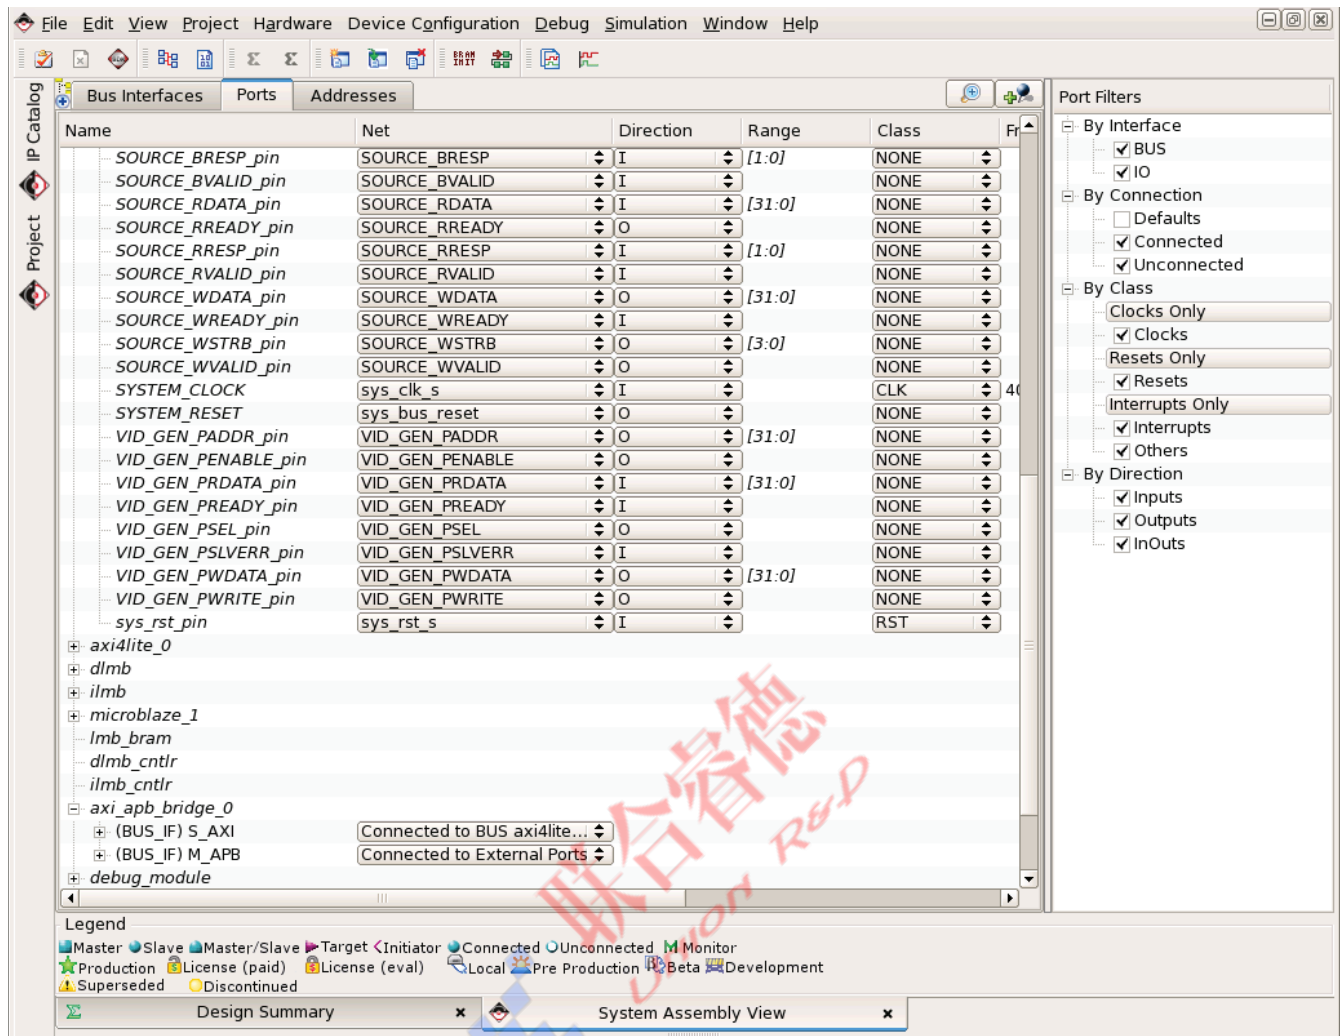 File Edit View Project Hardware Device Configuration Debug Simulation Window Help
IP Catalog
Project
Bus Interfaces Ports Addresses
Name Net Direction Range Class Fr
SOURCE_BRESP_pin SOURCE_BRESP I [1:0] NONE
SOURCE_BVALID_pin SOURCE_BVALID I NONE
SOURCE_RDATA_pin SOURCE_RDATA I [31:0] NONE
SOURCE_RREADY_pin SOURCE_RREADY O NONE
SOURCE_RRESP_pin SOURCE_RRESP I [1:0] NONE
SOURCE_RVALID_pin SOURCE_RVALID I NONE
SOURCE_WDATA_pin SOURCE_WDATA O [31:0] NONE
SOURCE_WREADY_pin SOURCE_WREADY I NONE
SOURCE_WSTRB_pin SOURCE_WSTRB O [3:0] NONE
SOURCE_WVALID_pin SOURCE_WVALID O NONE
SYSTEM_CLOCK sys_clk_s I CLK 40
SYSTEM_RESET sys_bus_reset O NONE
VID_GEN_PADDR_pin VID_GEN_PADDR O [31:0] NONE
VID_GEN_PENABLE_pin VID_GEN_PENABLE O NONE
VID_GEN_PRDATA_pin VID_GEN_PRDATA I [31:0] NONE
VID_GEN_PREADY_pin VID_GEN_PREADY I NONE
VID_GEN_PSEL_pin VID_GEN_PSEL O NONE
VID_GEN_PSLVERR_pin VID_GEN_PSLVERR I NONE
VID_GEN_PWDATA_pin VID_GEN_PWDATA O [31:0] NONE
VID_GEN_PWRITE_pin VID_GEN_PWRITE O NONE
sys_rst_pin sys_rst_s I RST
axi4lite_0
dlmb
ilmb
microblaze_1
lmb_bram
dlmb_cntlr
ilmb_cntlr
axi_apb_bridge_0
(BUS_IF) S_AXI Connected to BUS axi4lite...
(BUS_IF) M_APB Connected to External Ports
debug_module
Port Filters
By Interface
BUS
IO
By Connection
Defaults
Connected
Unconnected
By Class
Clocks Only
Clocks
Resets Only
Resets
Interrupts Only
Interrupts
Others
By Direction
Inputs
Outputs
InOuts
联合睿德
Union R&D
Legend
Master Slave Master/Slave Target Initiator Connected Unconnected M Monitor
Production License (paid) License (eval) Local Pre Production Beta Development
Superseded Discontinued
Design Summary System Assembly View